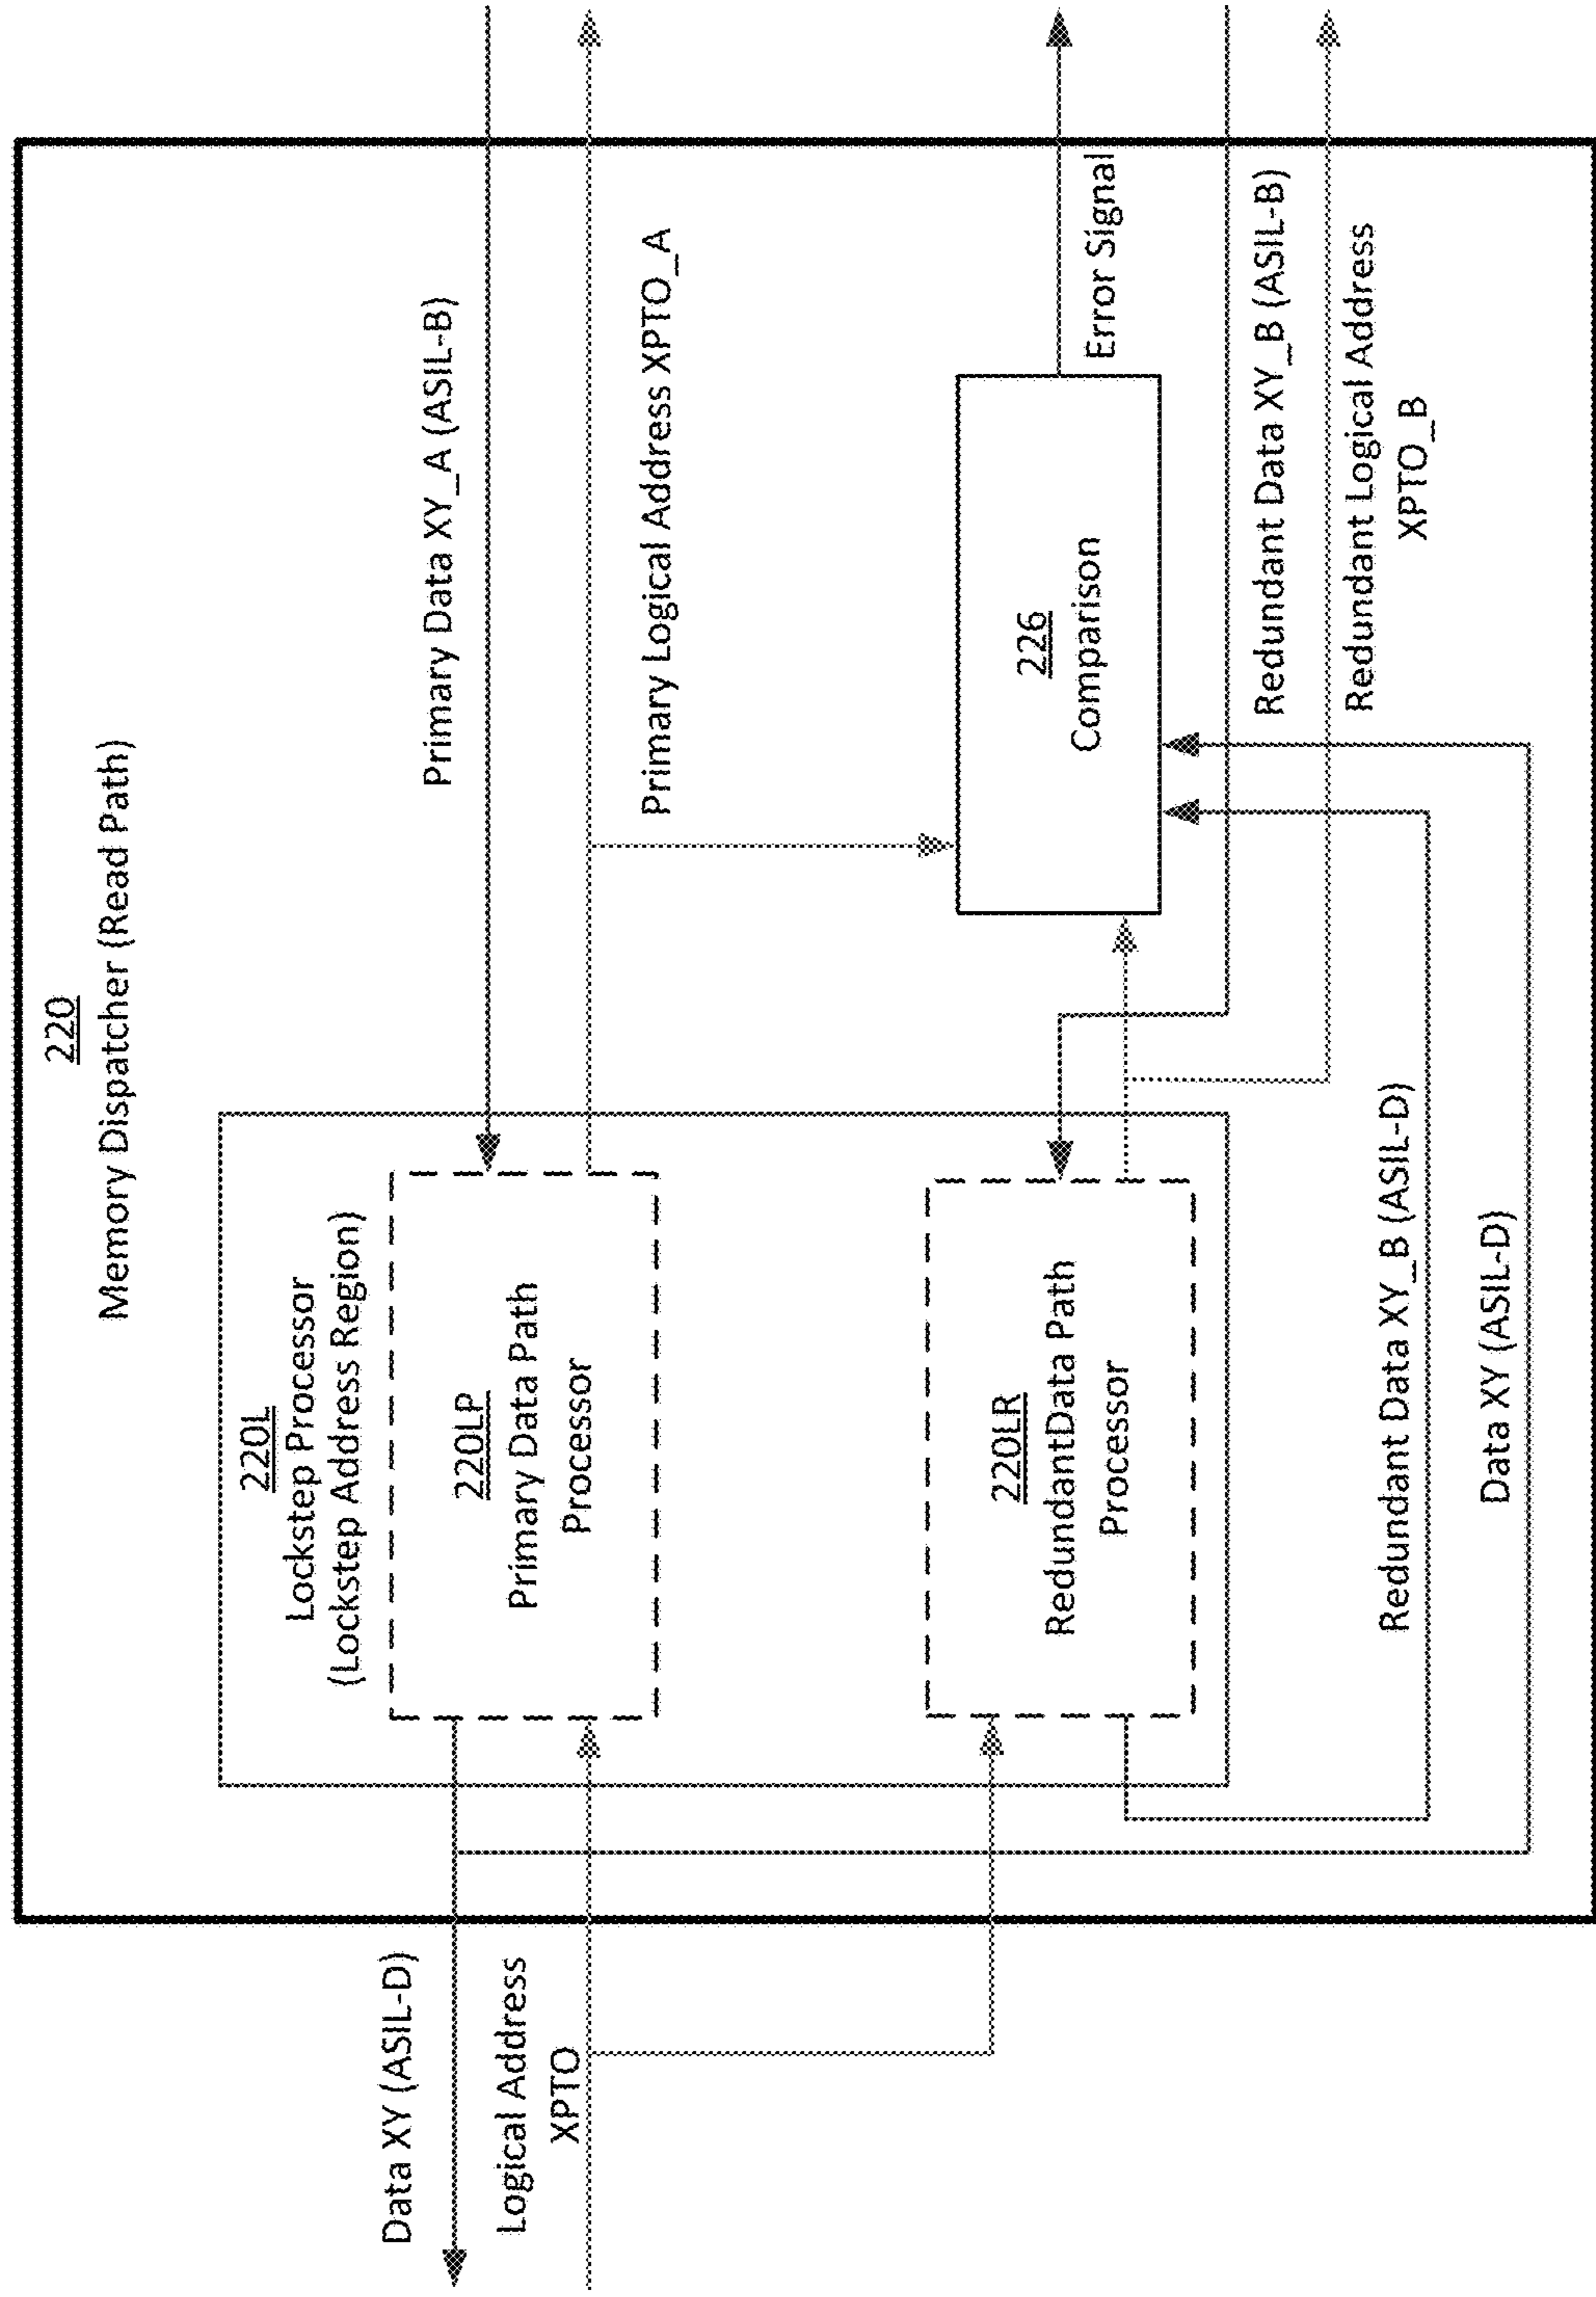 220
Memory Dispatcher (Read Path)
220L
Lockstep Processor
(Lockstep Address Region)
Data XY (ASIL-D)
Logical Address
XPTO
220LP
Primary Data Path
Processor
Primary Data XY_A (ASIL-B)
Primary Logical Address XPTO_A
220LR
RedundantData Path
Processor
226
Comparison
Error Signal
Redundant Data XY_B (ASIL-B)
Redundant Logical Address
XPTO_B
Redundant Data XY_B (ASIL-D)
Data XY (ASIL-D)